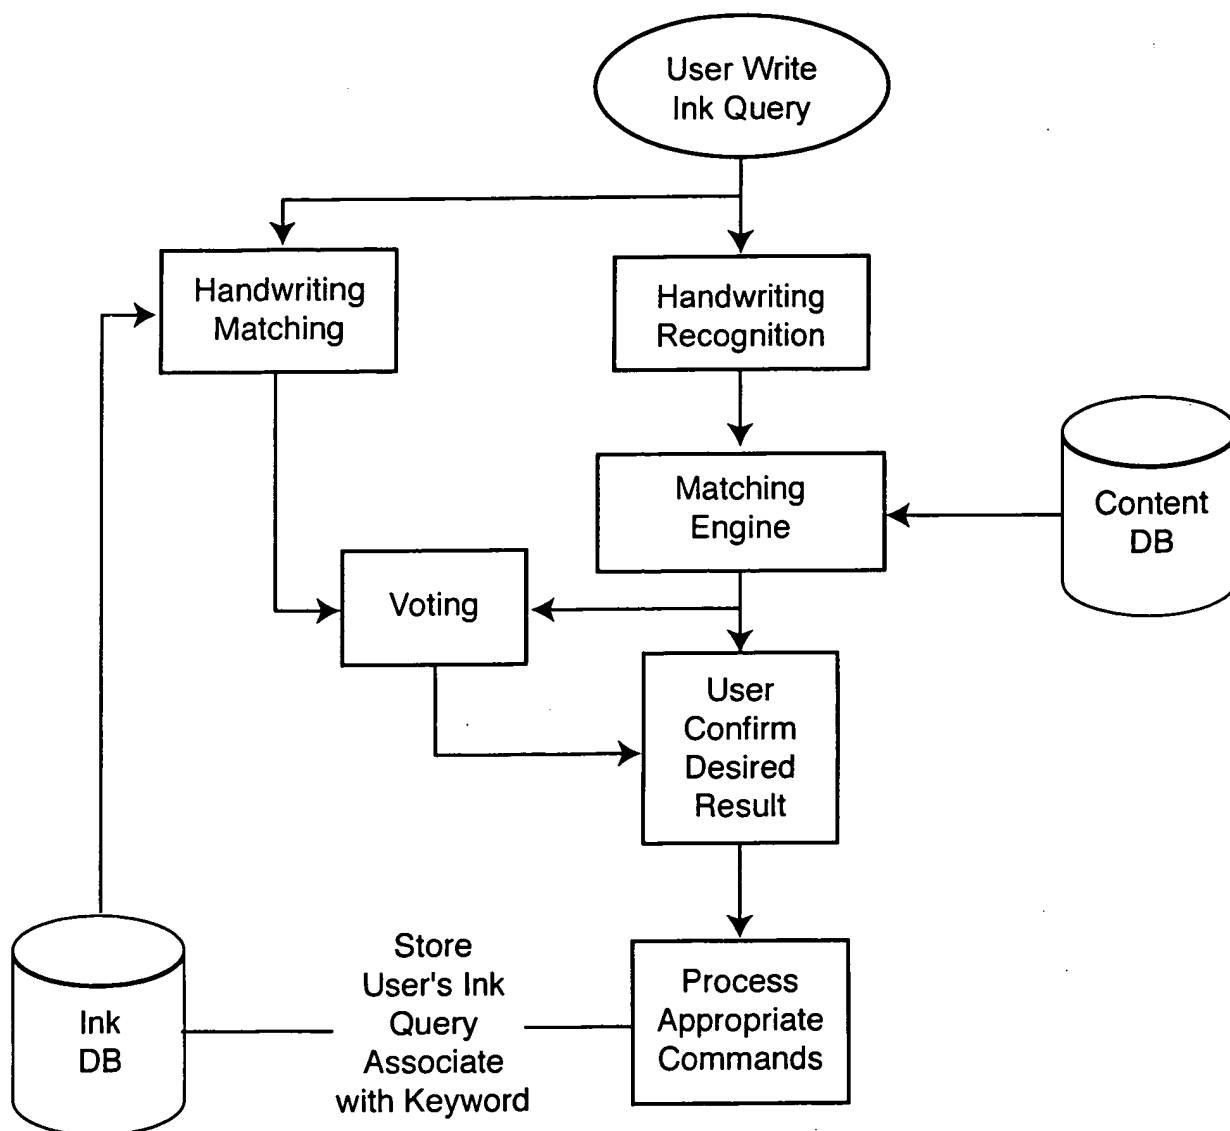 User Write
Ink Query
Handwriting
Matching
Handwriting
Recognition
Matching
Engine
Content
DB
Voting
User
Confirm
Desired
Result
Store
User's Ink
Query
Associate
with Keyword
Process
Appropriate
Commands
Ink
DB